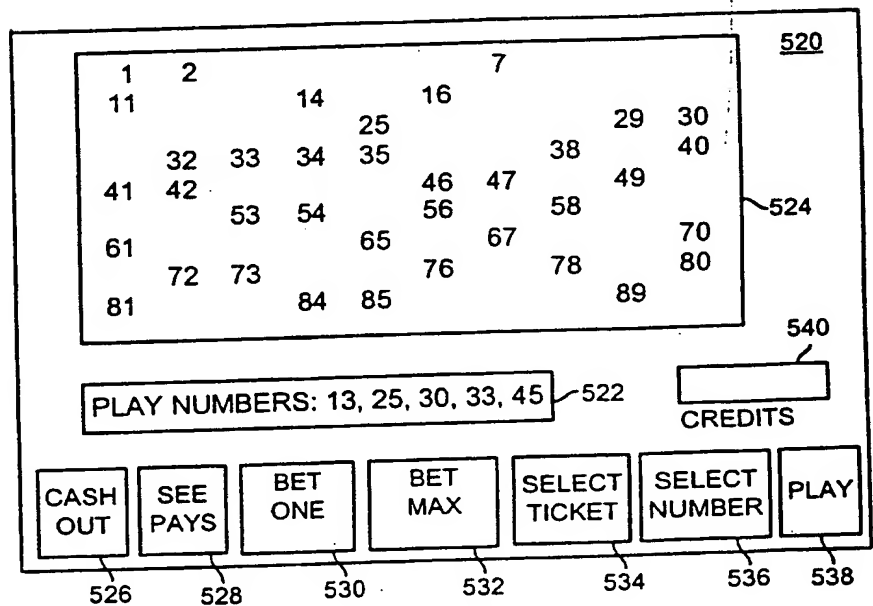 520
1 2 7
11 14 16
25 29 30
32 33 34 35 38 40
41 42 46 47 49
53 54 56 58
524
61 65 67 70
72 73 76 78 80
81 84 85 89
540
PLAY NUMBERS: 13, 25, 30, 33, 45
522
CREDITS
CASH OUT
SEE PAYS
BET ONE
BET MAX
SELECT TICKET
SELECT NUMBER
PLAY
526 528 530 532 534 536 538